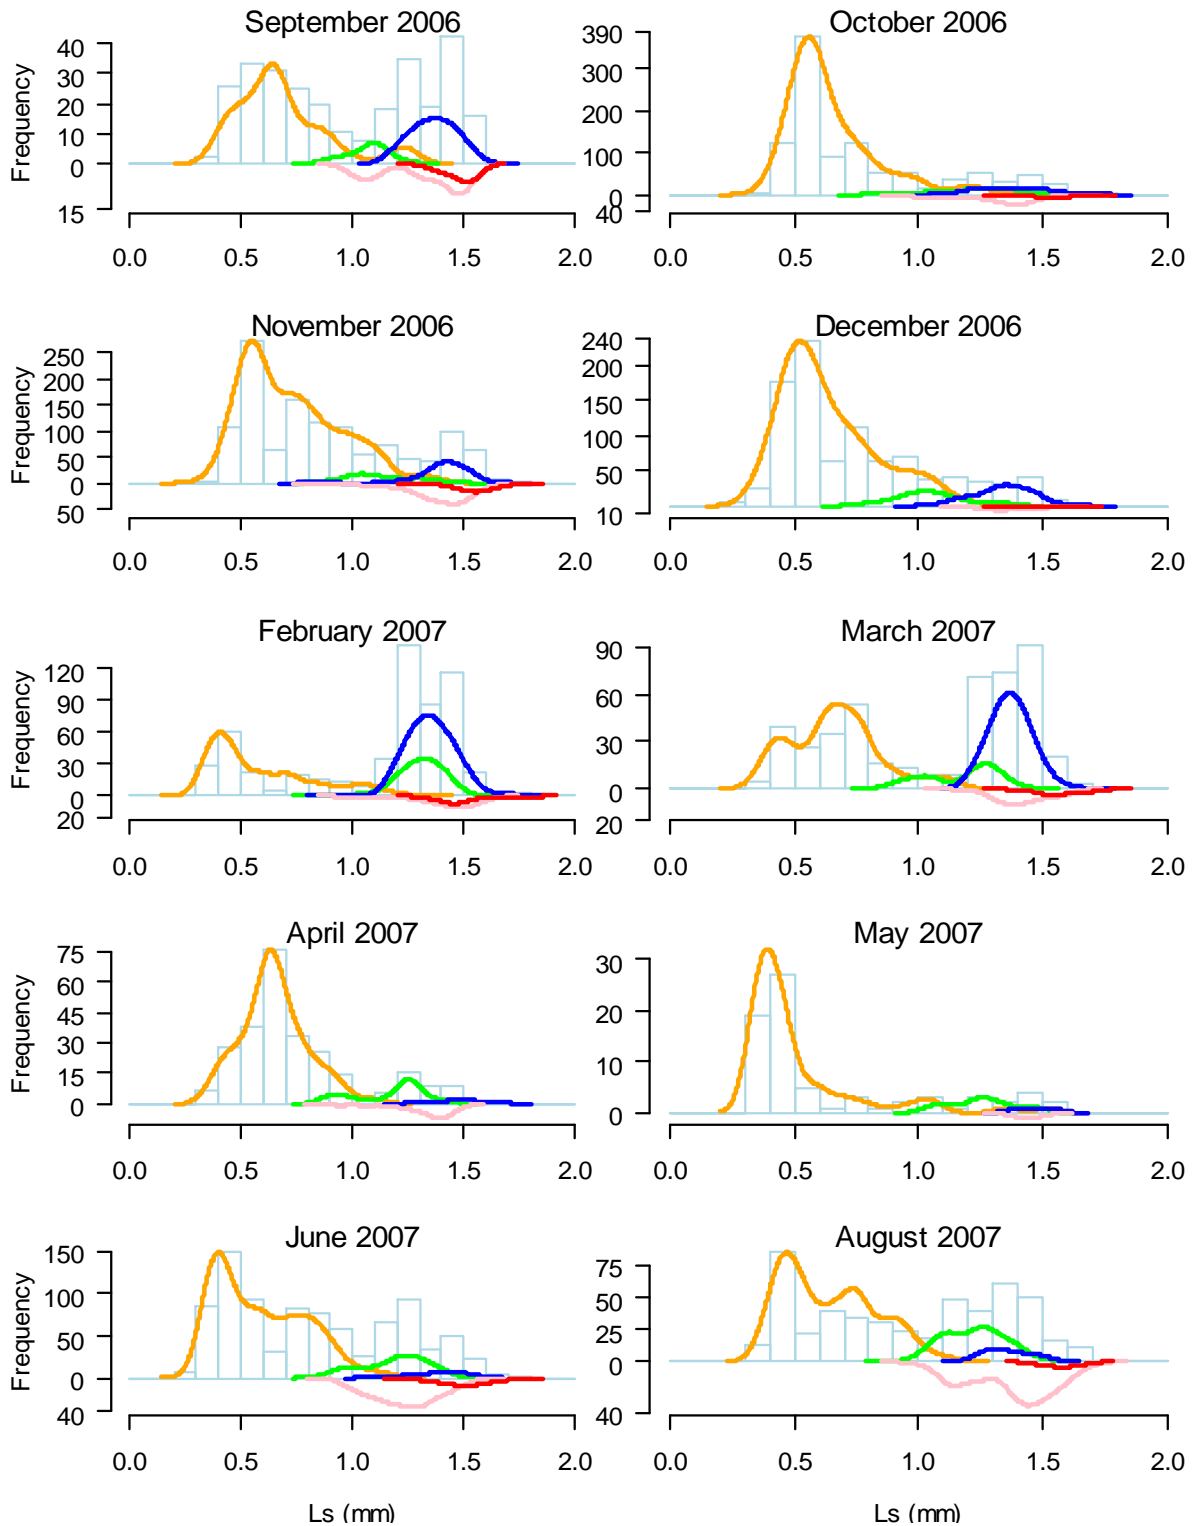 September 2006
Frequency
40
30
20
10
0
15
0.0 0.5 1.0 1.5 2.0
October 2006
390
300
200
100
0
40
0.0 0.5 1.0 1.5 2.0
November 2006
Frequency
250
200
150
100
50
0
50
0.0 0.5 1.0 1.5 2.0
December 2006
240
200
150
100
50
10
0.0 0.5 1.0 1.5 2.0
February 2007
Frequency
120
90
60
30
0
20
0.0 0.5 1.0 1.5 2.0
March 2007
90
60
30
0
20
0.0 0.5 1.0 1.5 2.0
April 2007
Frequency
75
60
45
30
15
0
0.0 0.5 1.0 1.5 2.0
May 2007
30
20
10
0
0.0 0.5 1.0 1.5 2.0
June 2007
Frequency
150
100
50
0
40
0.0 0.5 1.0 1.5 2.0
Ls (mm)
August 2007
75
50
25
0
40
0.0 0.5 1.0 1.5 2.0
Ls (mm)